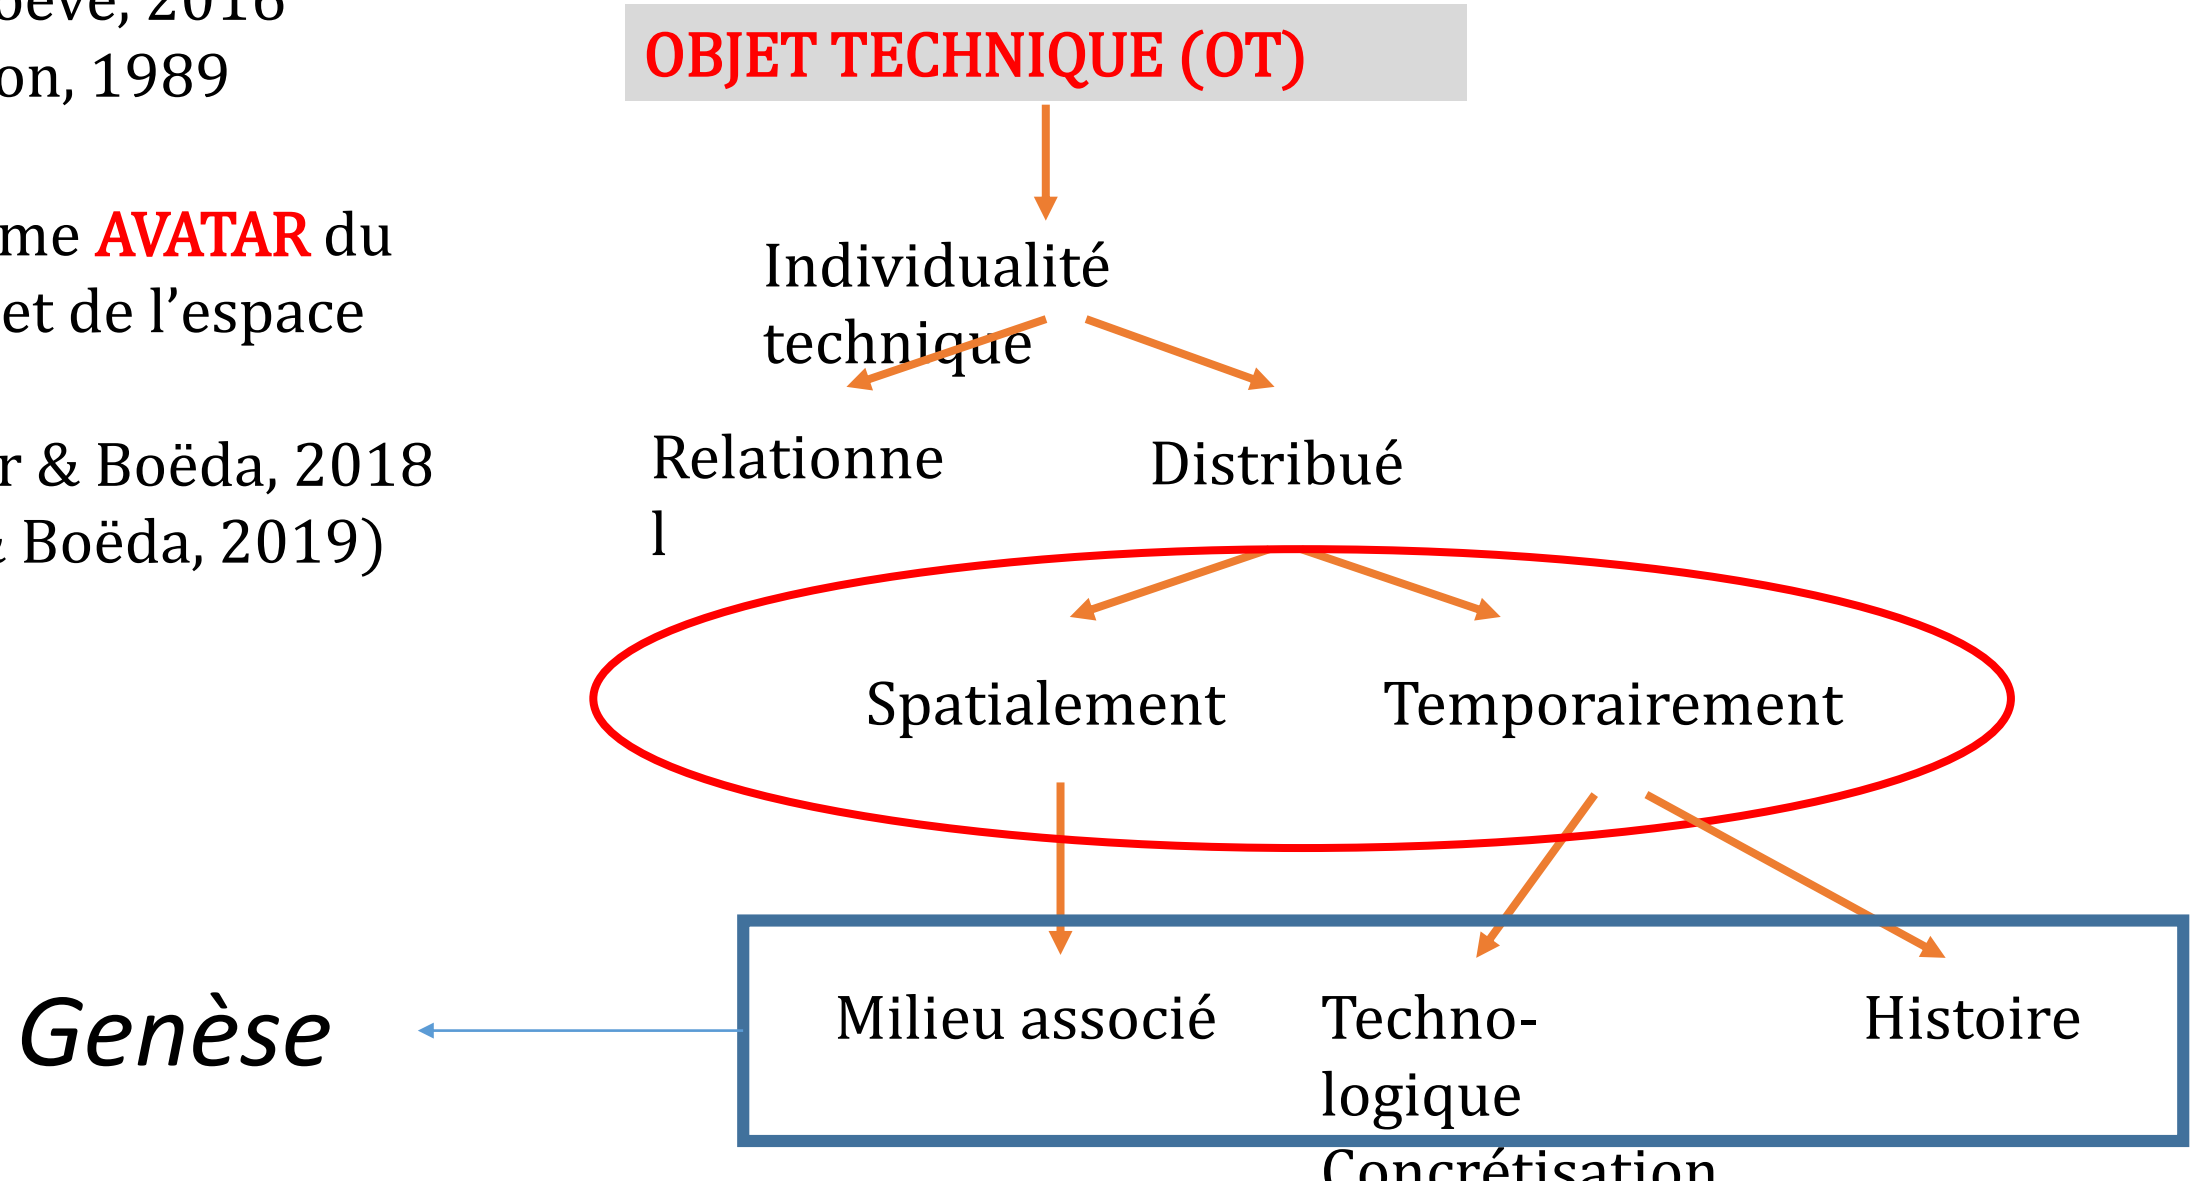 2016
on, 1989
me AVATAR du
et de l’espace
r & Boëda, 2018
& Boëda, 2019)
OBJET TECHNIQUE (OT)
Individualité
technique
Relationne
l
Distribué
Spatialement
Temporairement
Genèse
Milieu associé
Techno-
logique
Concrétisation
Histoire